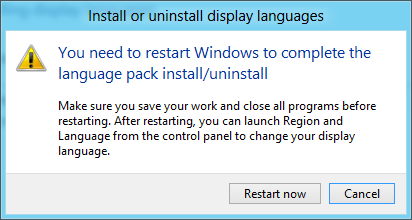 Install or uninstall display languages
You need to restart Windows to complete the
language pack install/uninstall
Make sure you save your work and close all programs before
restarting. After restarting, you can launch Region and
Language from the control panel to change your display
language.
Restart now
Cancel